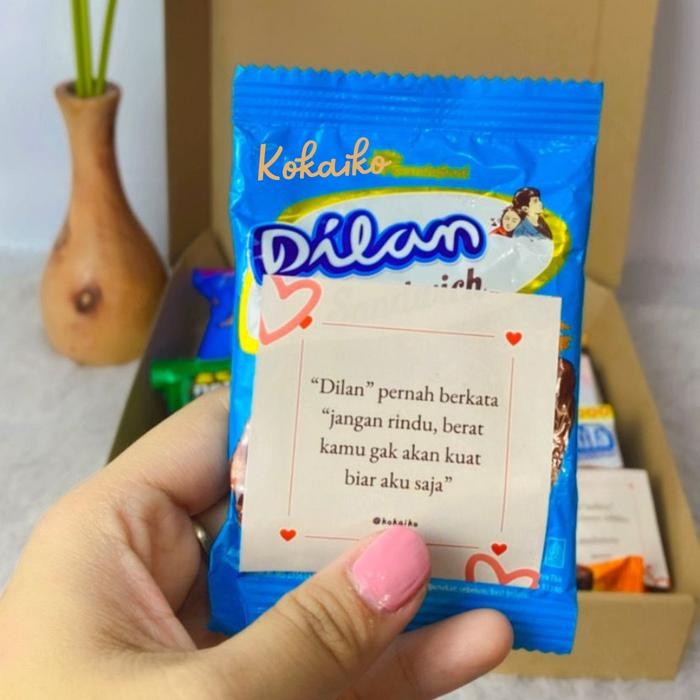 Kokaiko
Dilan
Sandwich
“Dilan” pernah berkata
“jangan rindu, berat
kamu gak akan kuat
biar aku saja”
@kokaiko